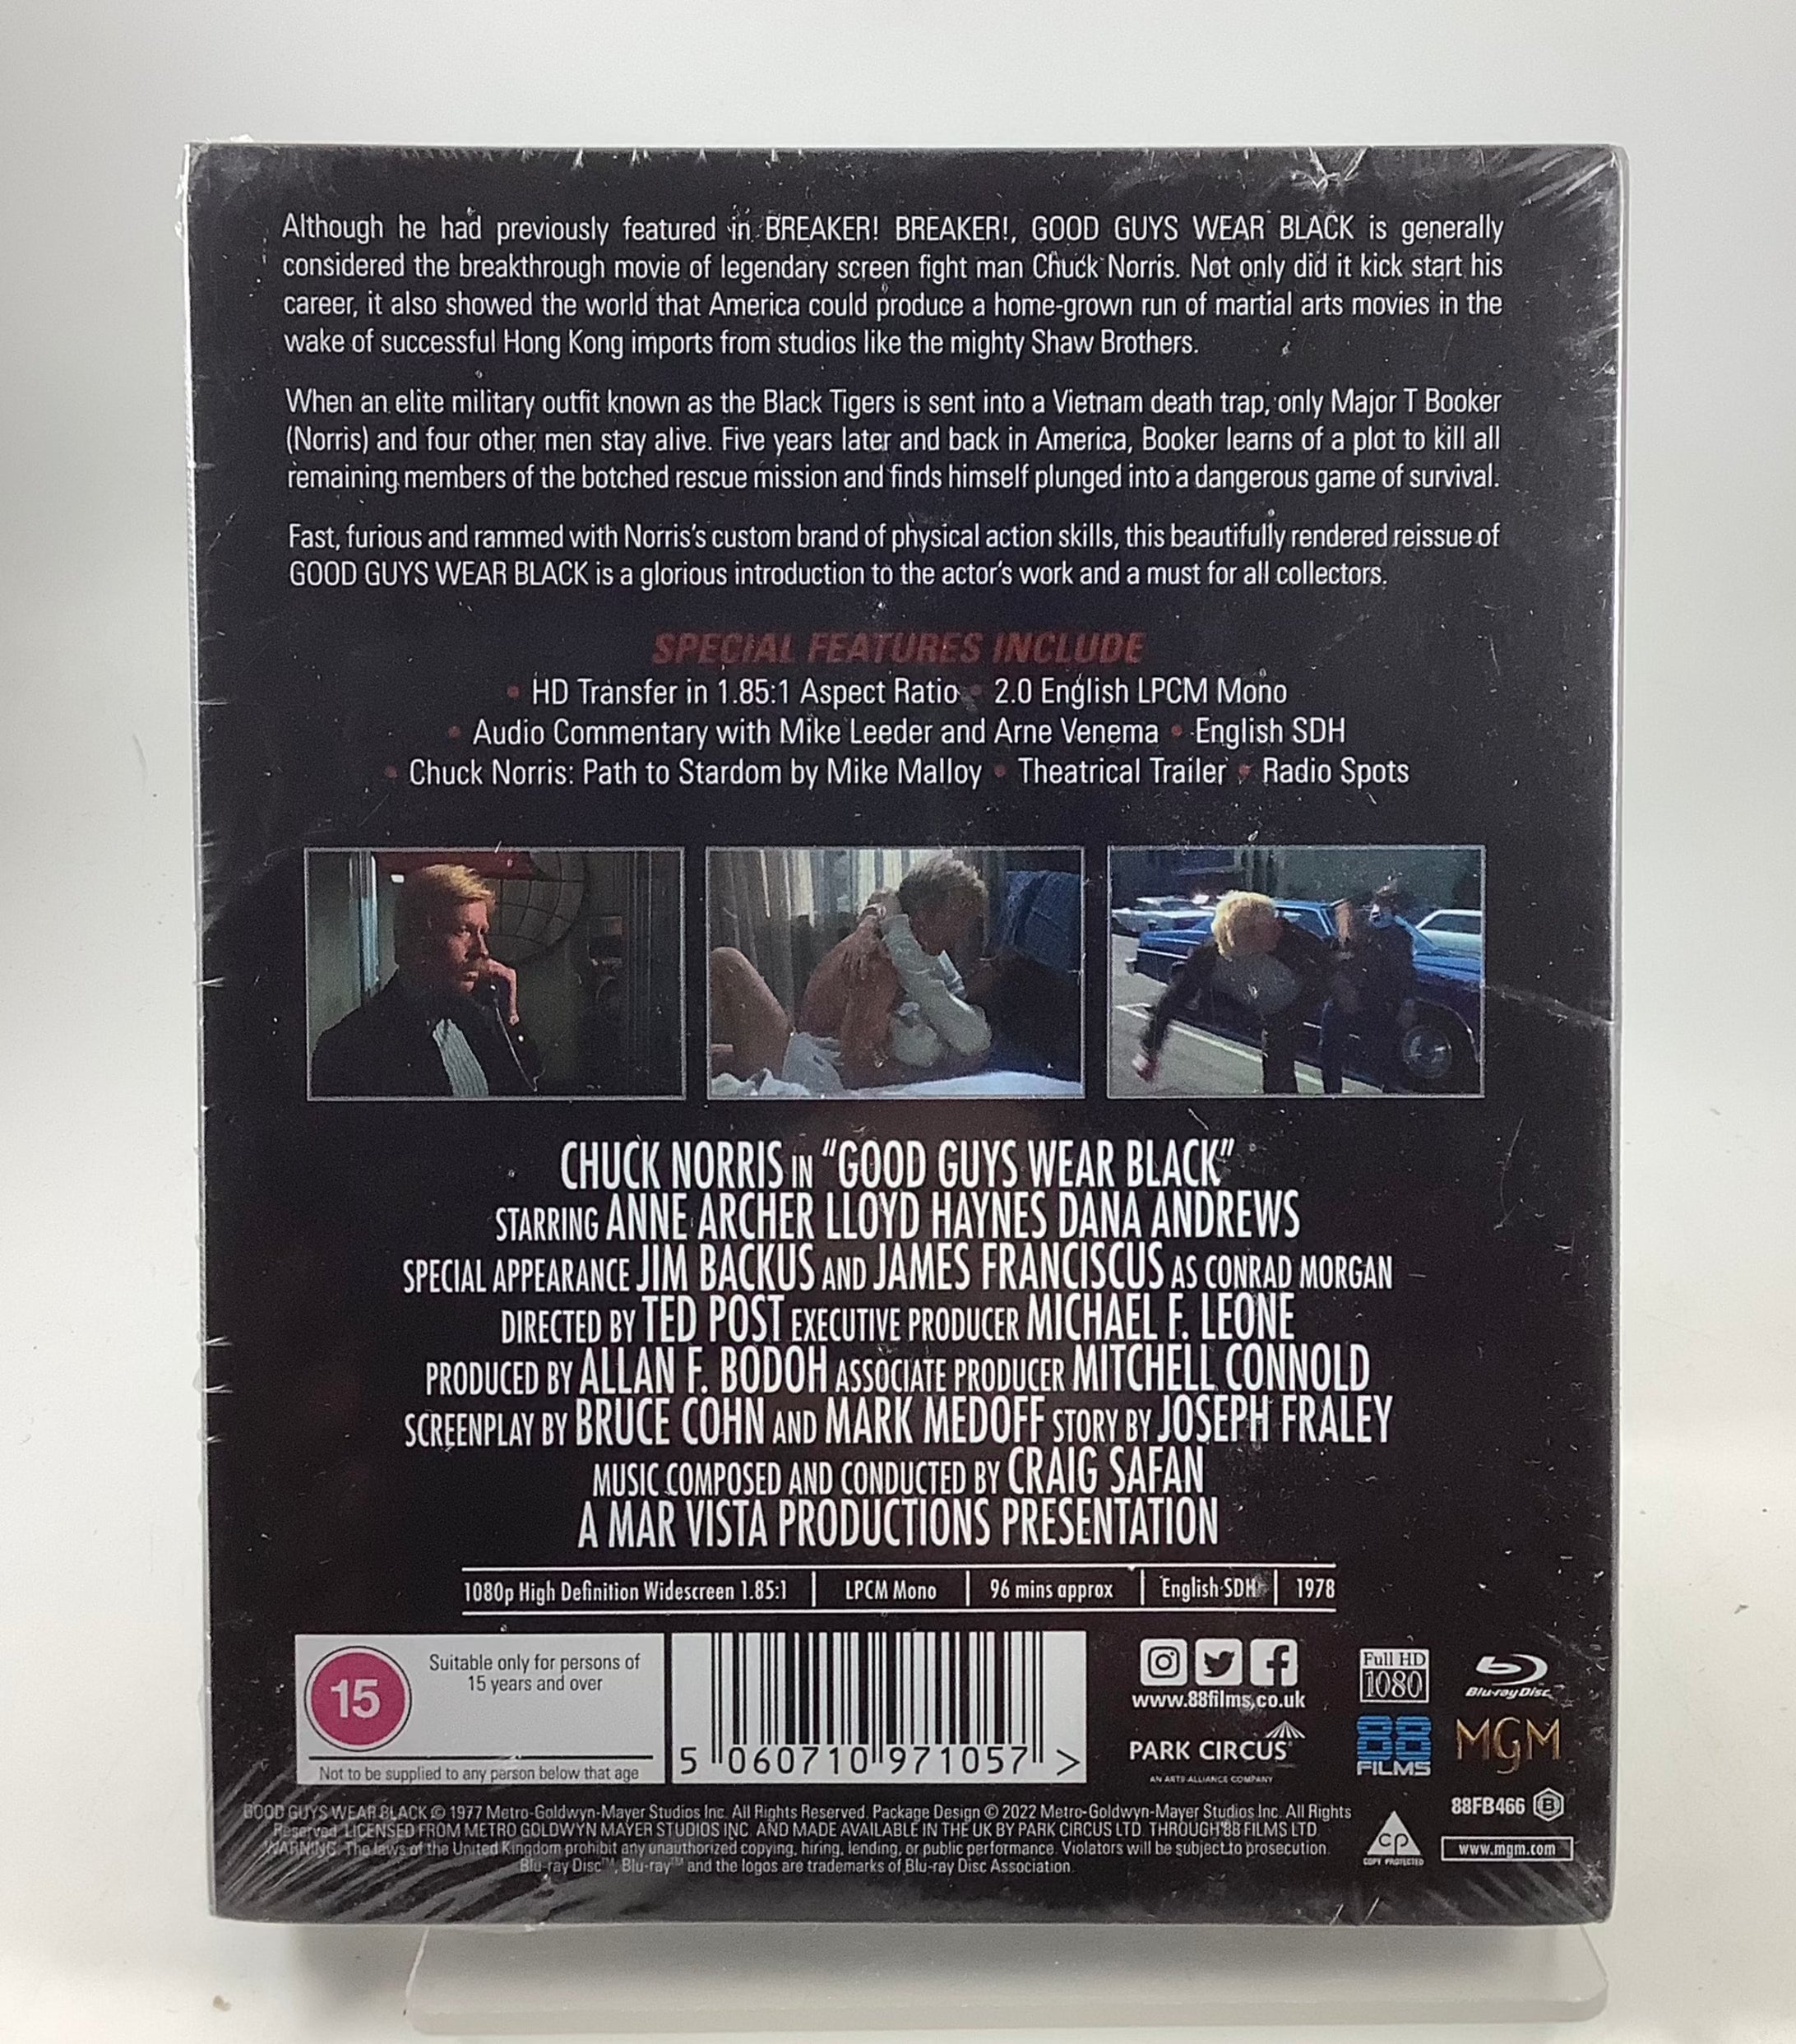 Although he had previously featured in BREAKER! BREAKER!, GOOD GUYS WEAR BLACK is generally
considered the breakthrough movie of legendary screen fight man Chuck Norris. Not only did it kick start his
career, it also showed the world that America could produce a home-grown run of martial arts movies in the
wake of successful Hong Kong imports from studios like the mighty Shaw Brothers.
When an elite military outfit known as the Black Tigers is sent into a Vietnam death trap, only Major T Booker
(Norris) and four other men stay alive. Five years later and back in America, Booker learns of a plot to kill all
remaining members of the botched rescue mission and finds himself plunged into a dangerous game of survival.
Fast, furious and rammed with Norris's custom brand of physical action skills, this beautifully rendered reissue of
GOOD GUYS WEAR BLACK is a glorious introduction to the actor's work and a must for all collectors.
SPECIAL FEATURES INCLUDE
• HD Transfer in 1.85:1 Aspect Ratio • 2.0 English LPCM Mono
• Audio Commentary with Mike Leeder and Arne Venema • English SDH
• Chuck Norris: Path to Stardom by Mike Malloy • Theatrical Trailer • Radio Spots
CHUCK NORRIS IN "GOOD GUYS WEAR BLACK"
STARRING ANNE ARCHER LLOYD HAYNES DANA ANDREWS
SPECIAL APPEARANCE JIM BACKUS AND JAMES FRANCISCUS AS CONRAD MORGAN
DIRECTED BY TED POST EXECUTIVE PRODUCER MICHAEL F. LEONE
PRODUCED BY ALLAN F. BODOH ASSOCIATE PRODUCER MITCHELL CONNOLD
SCREENPLAY BY BRUCE COHN AND MARK MEDOFF STORY BY JOSEPH FRALEY
MUSIC COMPOSED AND CONDUCTED BY CRAIG SAFAN
A MAR VISTA PRODUCTIONS PRESENTATION
1080p High Definition Widescreen 1.85:1 | LPCM Mono | 96 mins approx | English SDH | 1978
15
Suitable only for persons of
15 years and over
Not to be supplied to any person below that age
5 060710 971057 >
www.88films.co.uk
PARK CIRCUS
AN ARTS ALLIANCE COMPANY
Full HD
1080
Blu-ray Disc
88
FILMS
MGM
88FB466 B
GOOD GUYS WEAR BLACK © 1977 Metro-Goldwyn-Mayer Studios Inc. All Rights Reserved. Package Design © 2022 Metro-Goldwyn-Mayer Studios Inc. All Rights
Reserved. LICENSED FROM METRO GOLDWYN MAYER STUDIOS INC. AND MADE AVAILABLE IN THE UK BY PARK CIRCUS LTD. THROUGH 88 FILMS LTD
WARNING: The laws of the United Kingdom prohibit any unauthorized copying, hiring, lending, or public performance. Violators will be subject to prosecution.
Blu-ray Disc™, Blu-ray™ and the logos are trademarks of Blu-ray Disc Association.
CP
COPY PROTECTED
www.mgm.com